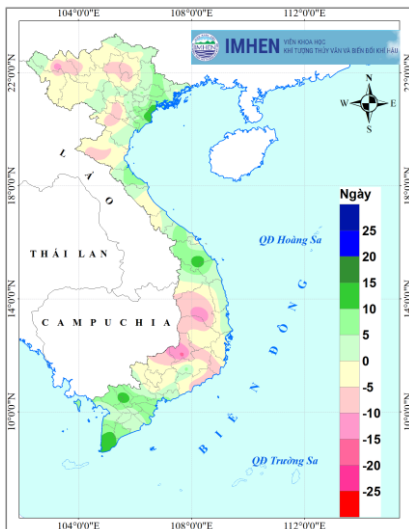 104°0'0"E
108°0'0"E
112°0'0"E
IMHEN
VIỆN KHOA HỌC
KHÍ TƯỢNG THỦY VĂN VÀ BIẾN ĐỔI KHÍ HẬU
22°0'0"N
N
W
E
S
18°0'0"N
LÀO
Ngày
25
20
15
10
5
0
-5
-10
-15
-20
-25
QĐ Hoàng Sa
THÁI LAN
14°0'0"N
CAMPUCHIA
BIỂN ĐÔNG
10°0'0"N
QĐ Trường Sa
104°0'0"E
108°0'0"E
112°0'0"E